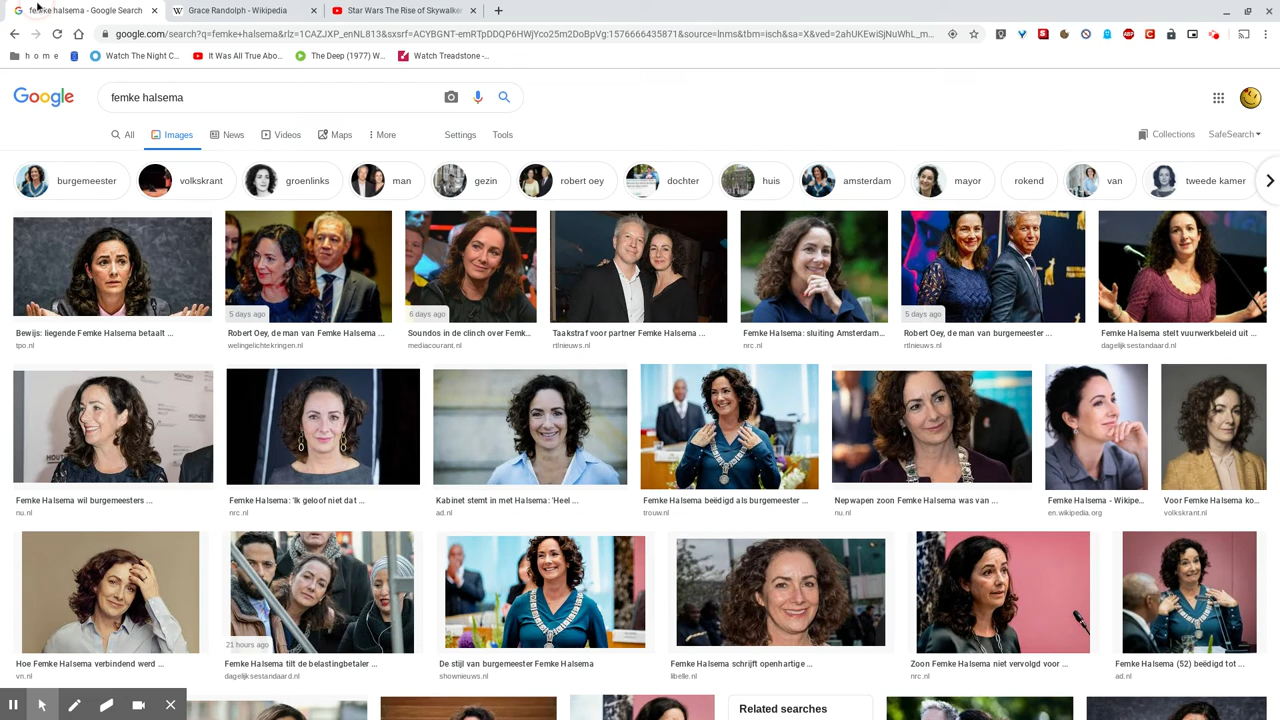 femke halsema - Google Search
Grace Randolph - Wikipedia
Star Wars The Rise of Skywalker
google.com/search?q=femke+halsema&rlz=1CAZJXP_enNL813&sxsrf=ACYBGNT-emRTpDDQP6HWJYco25m2DoBpVg:1576666435871&source=lnms&tbm=isch&sa=X&ved=2ahUKEwiSjNuWhL_m...
h o m e
Watch The Night C...
It Was All True Abo...
The Deep (1977) W...
Watch Treadstone -...
Google
femke halsema
All
Images
News
Videos
Maps
More
Settings
Tools
Collections
SafeSearch
burgemeester
volkskrant
groenlinks
man
gezin
robert oey
dochter
huis
amsterdam
mayor
rokend
van
tweede kamer
5 days ago
6 days ago
5 days ago
Bewijs: liegende Femke Halsema betaalt ...
Robert Oey, de man van Femke Halsema ...
Soundos in de clinch over Femk...
Taakstraf voor partner Femke Halsema ...
Femke Halsema: sluiting Amsterdam...
Robert Oey, de man van burgemeester ...
Femke Halsema stelt vuurwerkbeleid uit ...
tpo.nl
welingelichtekringen.nl
mediacourant.nl
rtlnieuws.nl
nrc.nl
rtlnieuws.nl
dagelijksestandaard.nl
Femke Halsema wil burgemeesters ...
Femke Halsema: 'Ik geloof niet dat ...
Kabinet stemt in met Halsema: 'Heel ...
Femke Halsema beëdigd als burgemeester ...
Nepwapen zoon Femke Halsema was van ...
Femke Halsema - Wikipe...
Voor Femke Halsema ko...
nu.nl
nrc.nl
ad.nl
trouw.nl
nu.nl
en.wikipedia.org
volkskrant.nl
21 hours ago
Hoe Femke Halsema verbindend werd ...
Femke Halsema tilt de belastingbetaler ...
De stijl van burgemeester Femke Halsema
Femke Halsema schrijft openhartige ...
Zoon Femke Halsema niet vervolgd voor ...
Femke Halsema (52) beëdigd tot ...
vn.nl
dagelijksestandaard.nl
shownieuws.nl
libelle.nl
nrc.nl
ad.nl
Related searches